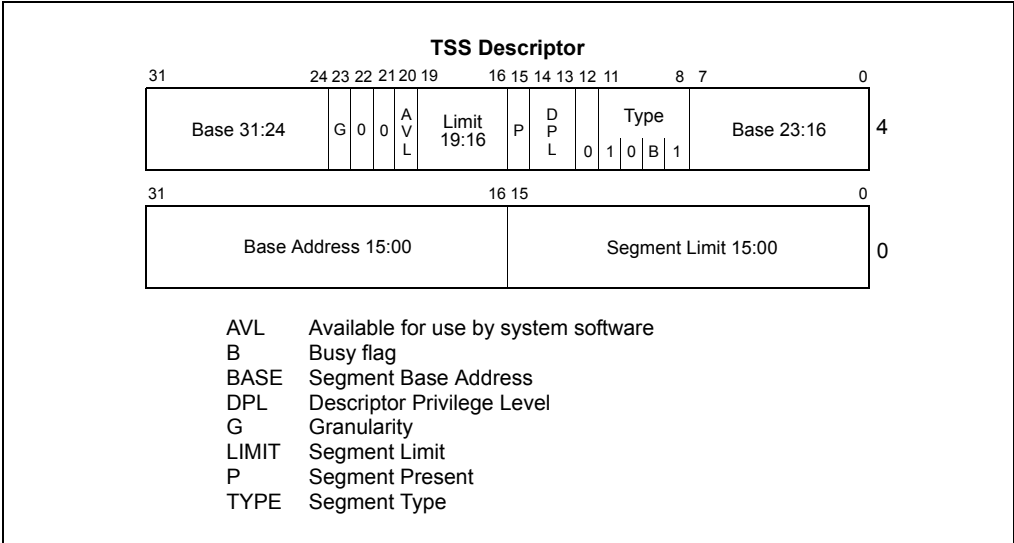 TSS Descriptor
31 24 23 22 21 20 19 16 15 14 13 12 11 8 7 0
Base 31:24 G 0 0 AVL Limit 19:16 P DPL 0 Type 1 0 B 1 Base 23:16 4
31 16 15 0
Base Address 15:00 Segment Limit 15:00 0
AVL Available for use by system software
B Busy flag
BASE Segment Base Address
DPL Descriptor Privilege Level
G Granularity
LIMIT Segment Limit
P Segment Present
TYPE Segment Type